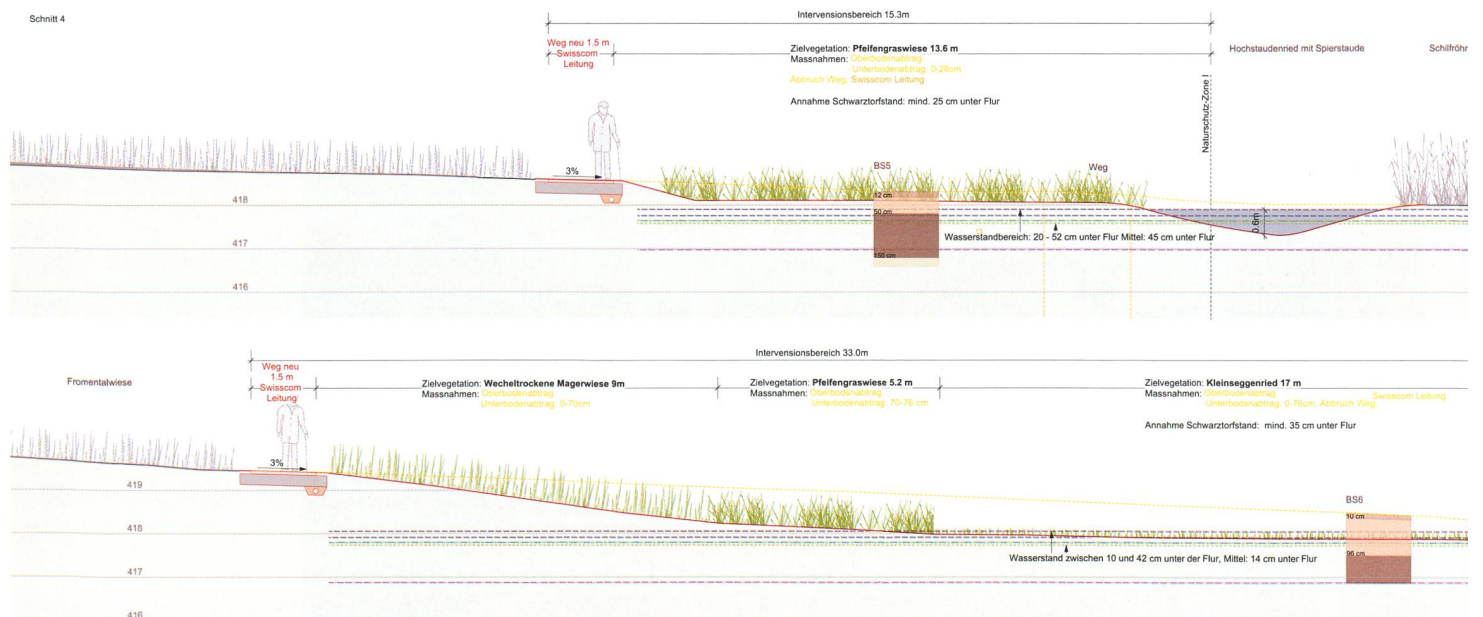 Schnitt 4
Intervensionsbereich 15.3m
Weg neu 1.5 m
Swisscom
Leitung
Zielvegetation: Pfeifengraswiese 13.6 m
Massnahmen: Oberbodenabtrag
Unterbodenabtrag, 0-28cm
Abbruch Weg, Swisscom Leitung
Annahme Schwarztorfstand: mind. 25 cm unter Flur
Naturschutz-Zone I
Hochstaudenried mit Spierstaude
Schilfröhr
3%
BS5
Weg
12 cm
50 cm
150 cm
418
417
416
0.6m
Wasserstandbereich: 20 - 52 cm unter Flur Mittel: 45 cm unter Flur
Intervensionsbereich 33.0m
Fromentalwiese
Weg neu
1.5 m
Swisscom
Leitung
Zielvegetation: Wecheltrockene Magerwiese 9m
Massnahmen: Oberbodenabtrag
Unterbodenabtrag: 0-70cm
Zielvegetation: Pfeifengraswiese 5.2 m
Massnahmen: Oberbodenabtrag
Unterbodenabtrag: 70-76 cm
Zielvegetation: Kleinseggenried 17 m
Massnahmen: Oberbodenabtrag
Unterbodenabtrag: 0-76cm, Abbruch Weg,
Swisscom Leitung
Annahme Schwarztorfstand: mind. 35 cm unter Flur
3%
BS6
10 cm
96 cm
419
418
417
416
Wasserstand zwischen 10 und 42 cm unter der Flur, Mittel: 14 cm unter Flur